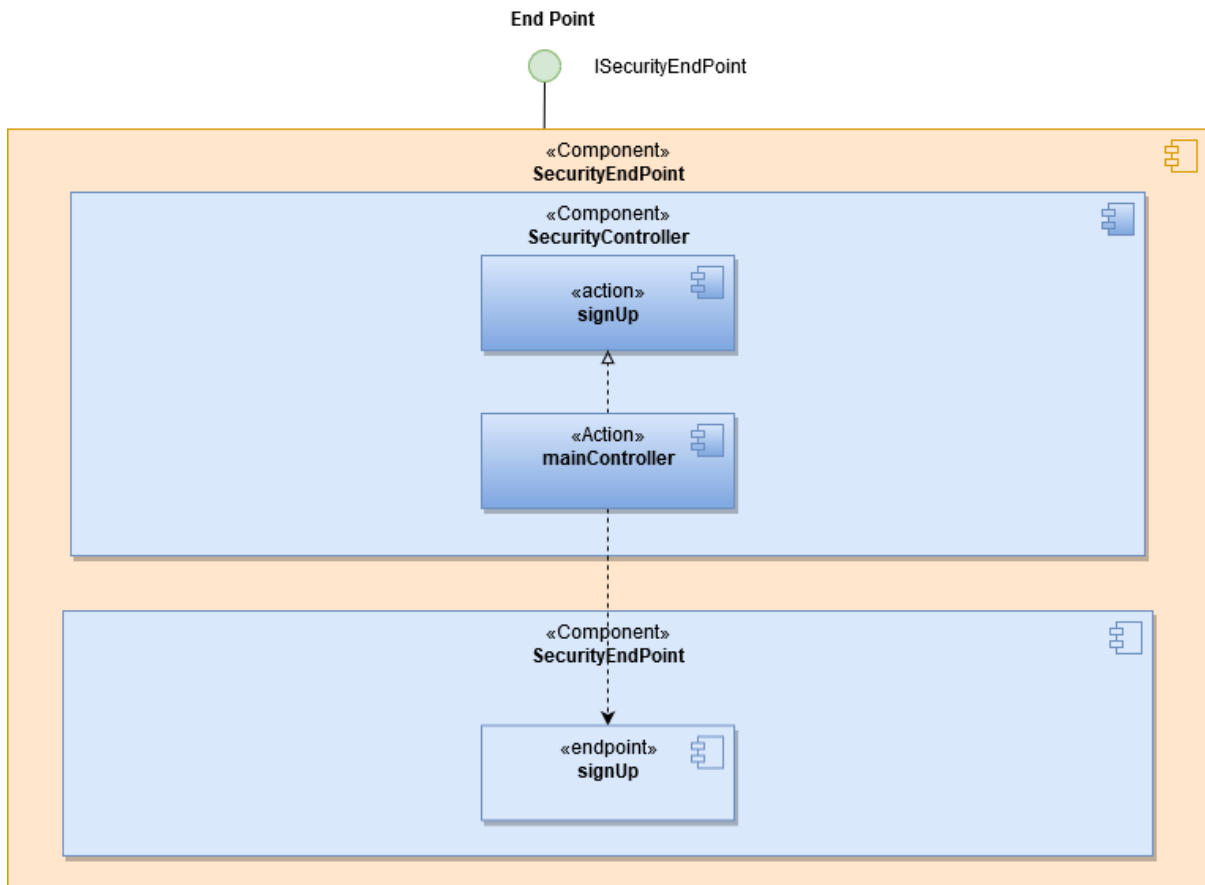 End Point
ISecurityEndPoint
«Component»
SecurityEndPoint
«Component»
SecurityController
«action»
signUp
«Action»
mainController
«Component»
SecurityEndPoint
«endpoint»
signUp